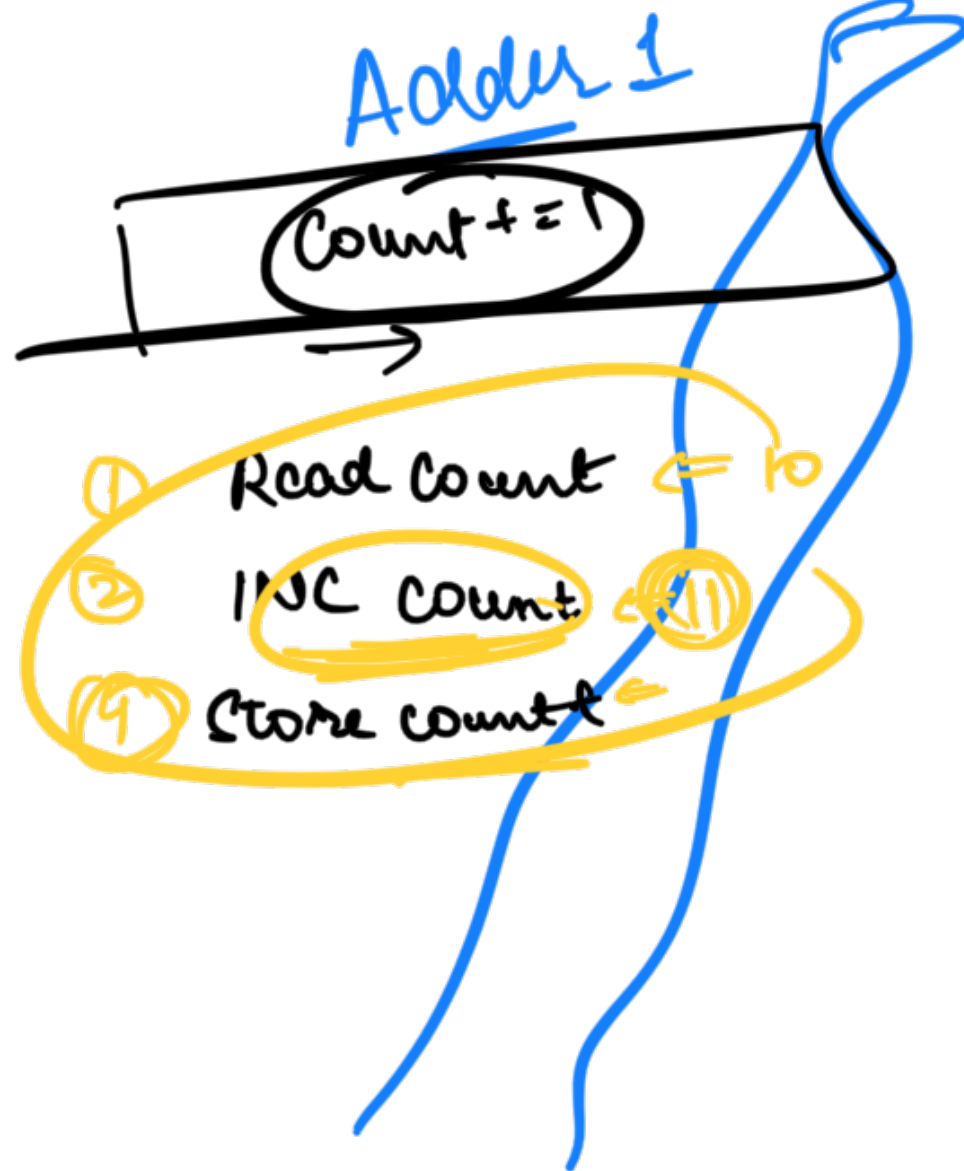 Adder 1
Count + = 1
① Read count ⇐ 10
② INC count ⇐ 11
④ Store count ⇐